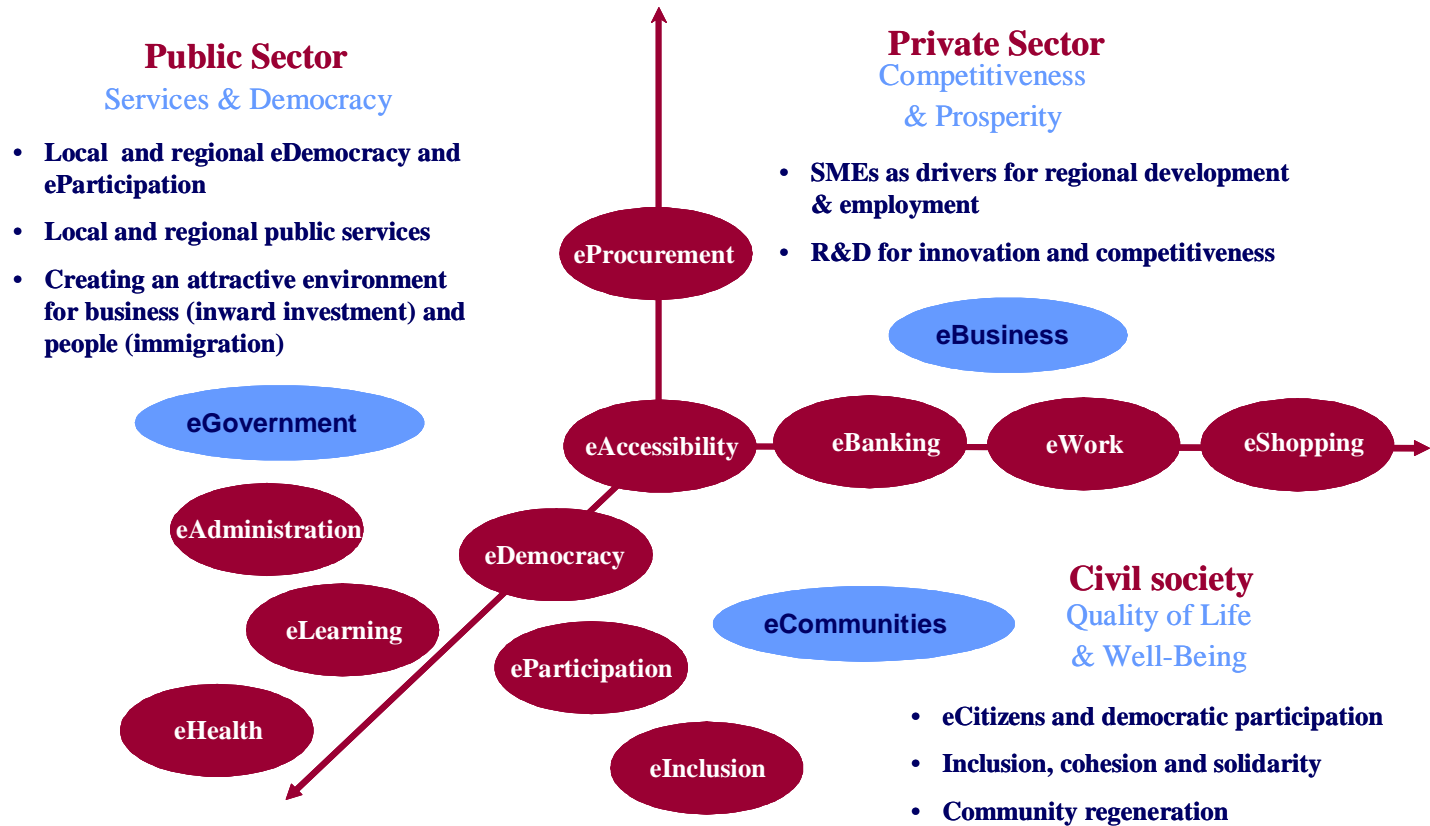 Public Sector
Services & Democracy
• Local and regional eDemocracy and
eParticipation
• Local and regional public services
• Creating an attractive environment
for business (inward investment) and
people (immigration)
eGovernment
eAdministration
eLearning
eHealth
Private Sector
Competitiveness
& Prosperity
• SMEs as drivers for regional development
& employment
• R&D for innovation and competitiveness
eBusiness
eProcurement
eAccessibility
eBanking
eWork
eShopping
eDemocracy
eParticipation
eInclusion
eCommunities
Civil society
Quality of Life
& Well-Being
• eCitizens and democratic participation
• Inclusion, cohesion and solidarity
• Community regeneration